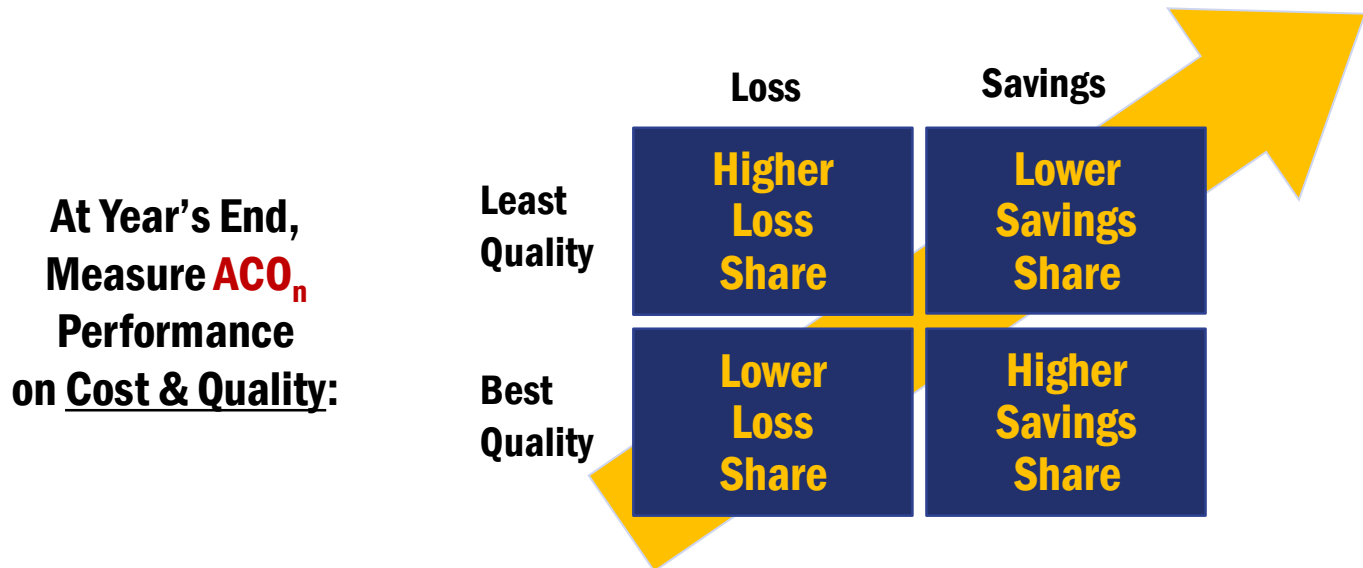 At Year’s End,
Measure ACOn
Performance
on Cost & Quality:
Loss
Savings
Least
Quality
Higher
Loss
Share
Lower
Savings
Share
Best
Quality
Lower
Loss
Share
Higher
Savings
Share